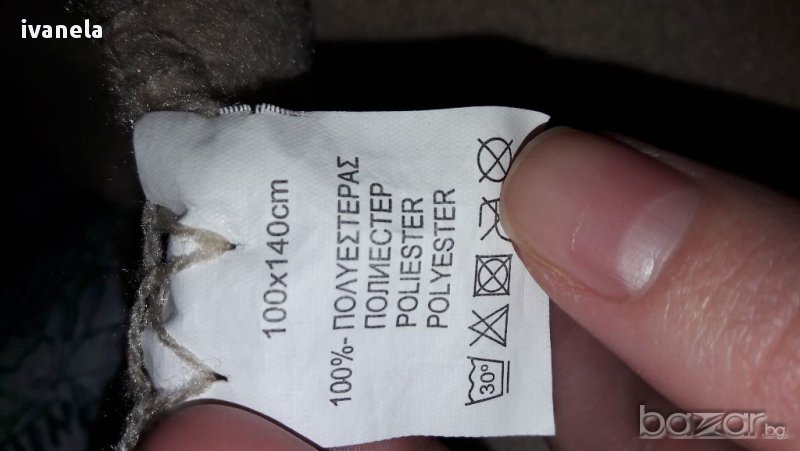 ivanela
100x140cm
100%- ΠΟΛΥΕΣΤΕΡΑΣ
ПОЛИЕСТЕР
POLIESTER
POLYESTER
30°
bazar.bg